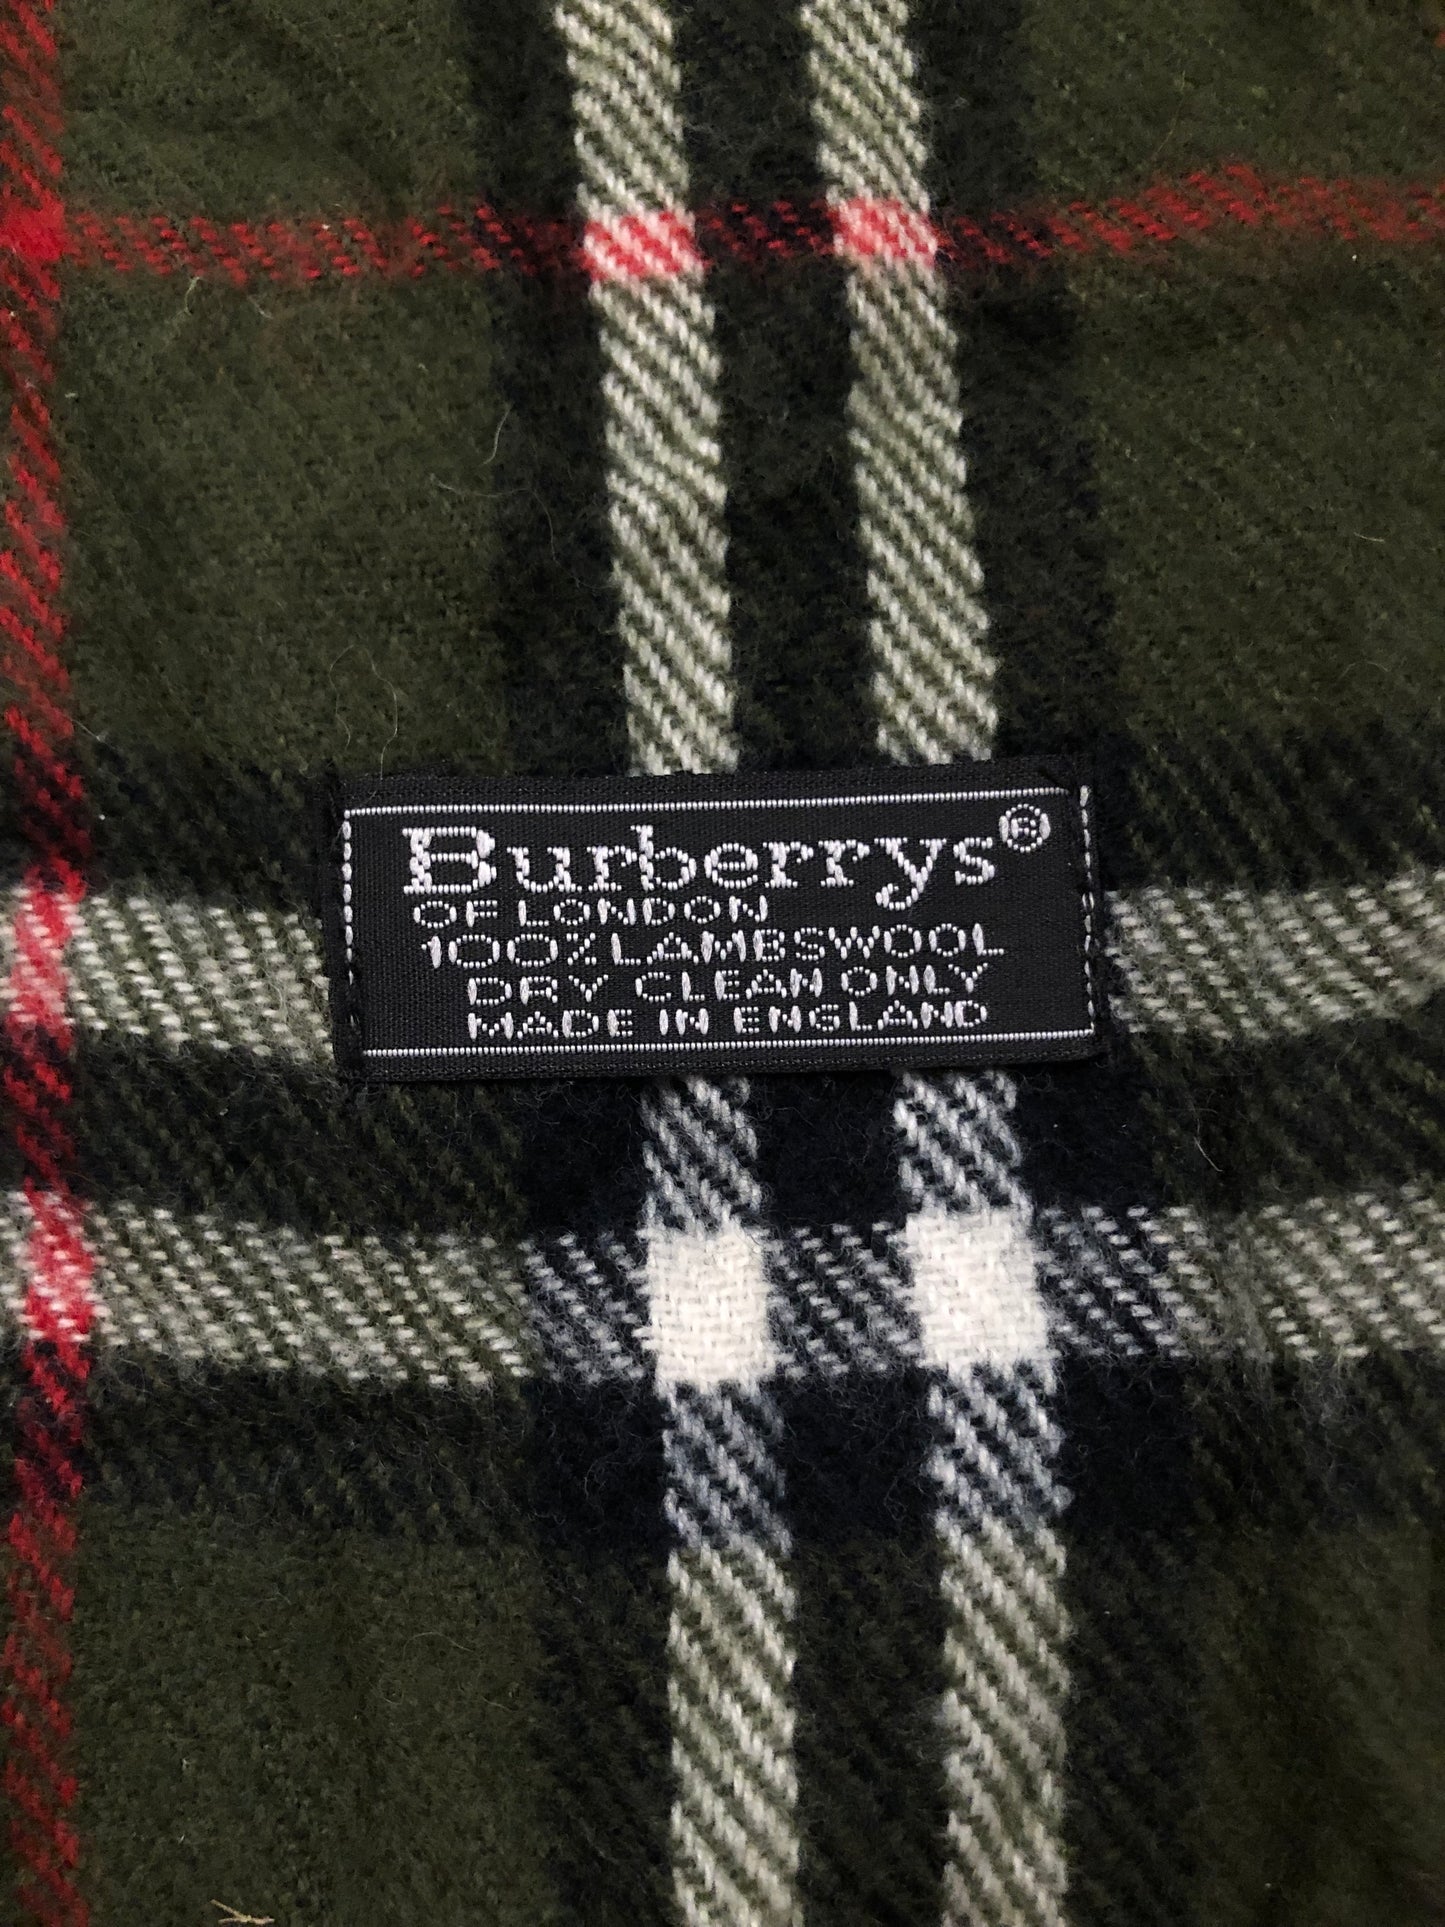 Burberrys®
OF LONDON
100% LAMBSWOOL
DRY CLEAN ONLY
MADE IN ENGLAND